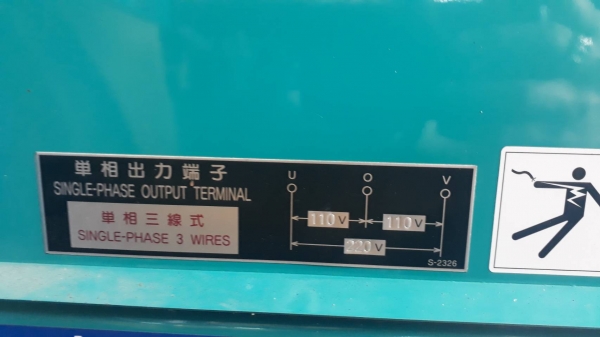 単相出力端子
SINGLE-PHASE OUTPUT TERMINAL
単相三線式
SINGLE-PHASE 3 WIRES
U O V
110V 110V
220V
S-2326